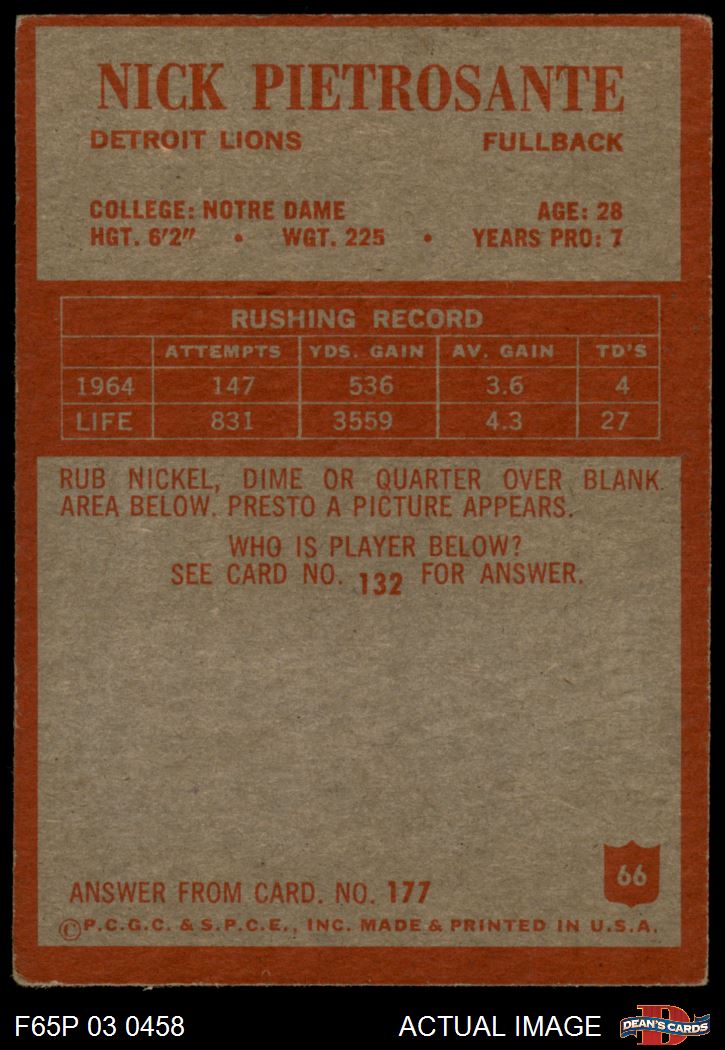 NICK PIETROSANTE
DETROIT LIONS FULLBACK
COLLEGE: NOTRE DAME AGE: 28
HGT. 6'2" • WGT. 225 • YEARS PRO: 7
RUSHING RECORD
ATTEMPTS YDS. GAIN AV. GAIN TD'S
1964 147 536 3.6 4
LIFE 831 3559 4.3 27
RUB NICKEL, DIME OR QUARTER OVER BLANK
AREA BELOW. PRESTO A PICTURE APPEARS.
WHO IS PLAYER BELOW?
SEE CARD NO. 132 FOR ANSWER.
66
ANSWER FROM CARD. NO. 177
©P.C.G.C. & S.P.C.E., INC. MADE & PRINTED IN U.S.A.
F65P 03 0458 ACTUAL IMAGE D DEAN'S CARDS